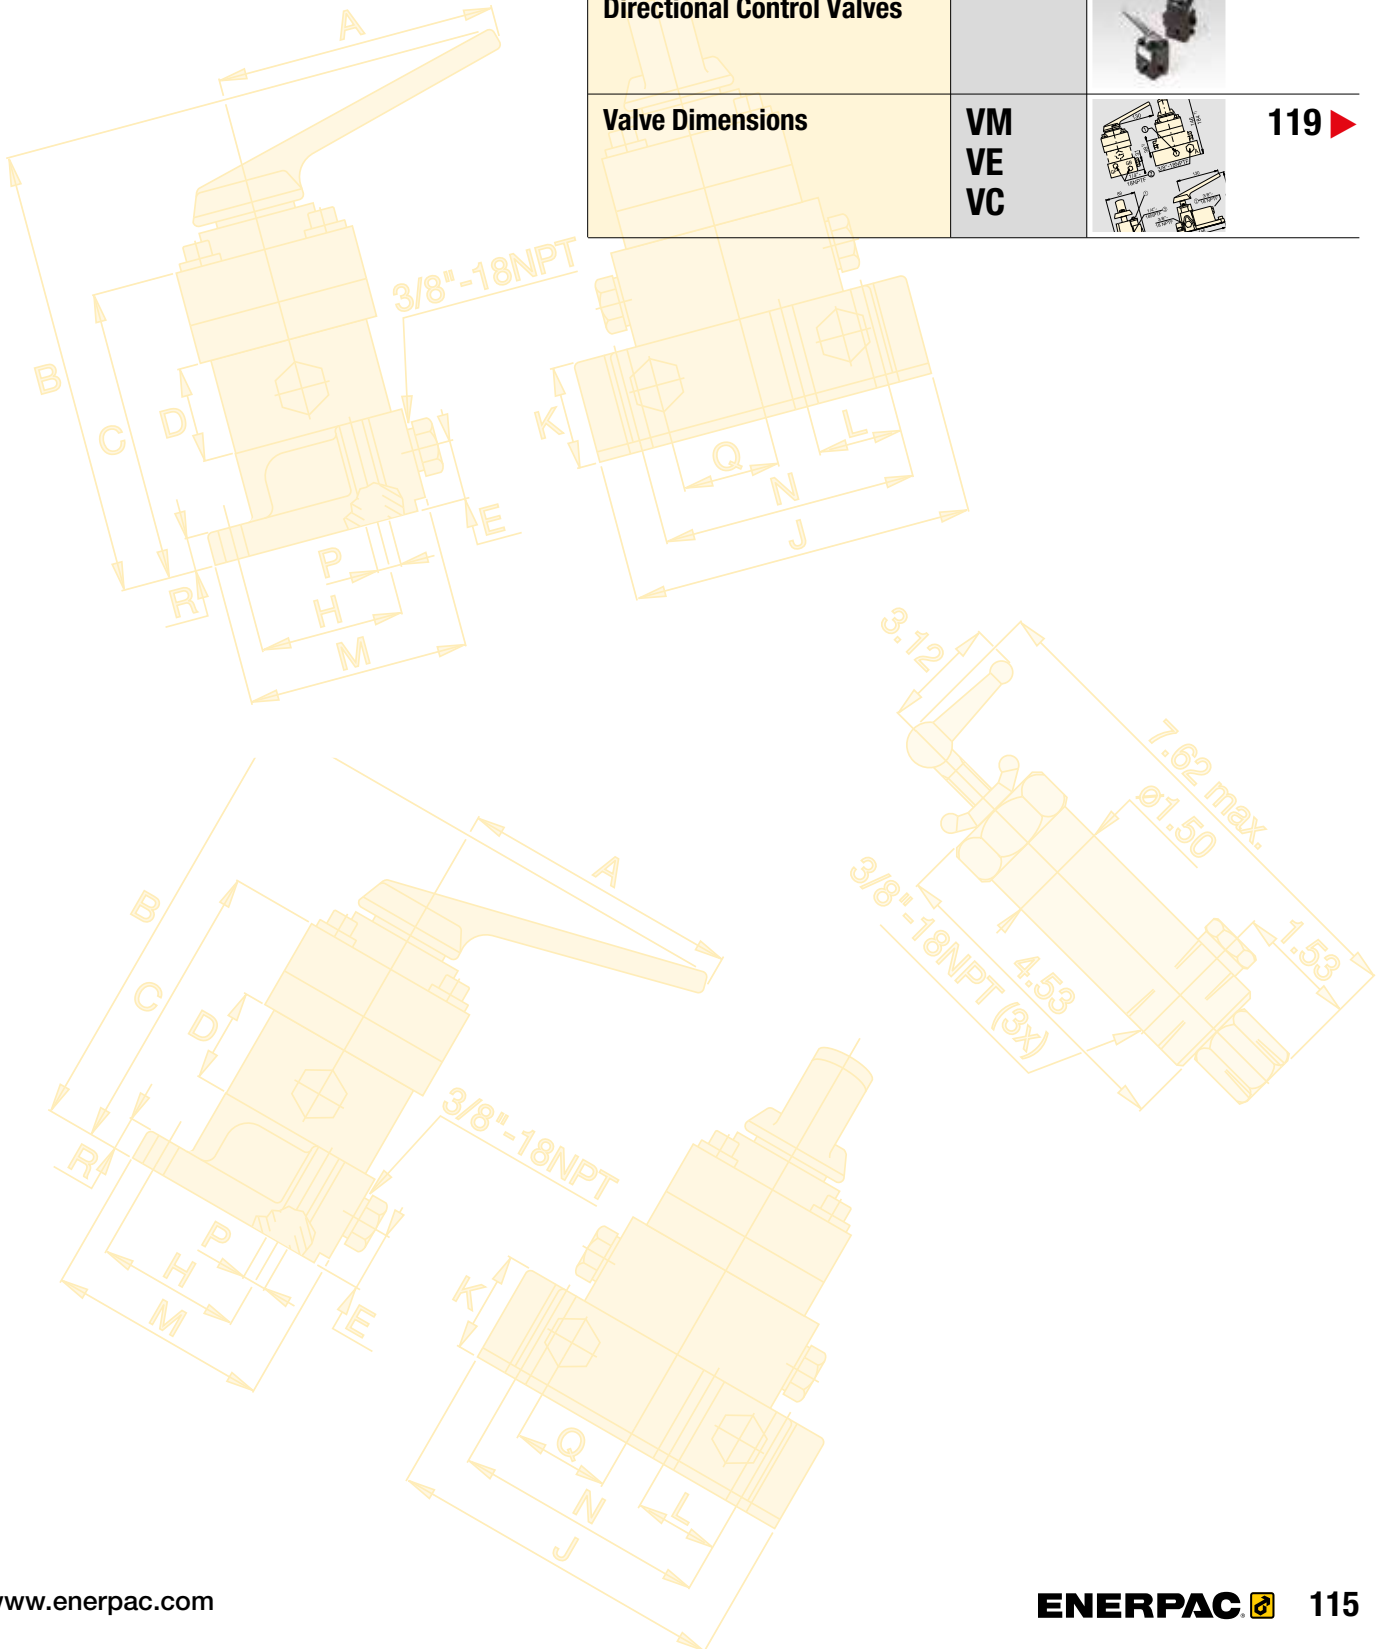 Directional Control Valves
Valve Dimensions
VM
VE
VC
119
A
B
C
D
3/8"-18NPT
E
P
H
M
R
K
L
Q
N
J
3.12
7.62 max.
ø1.50
3/8"-18NPT (3x)
4.53
1.53
A
B
C
D
R
3/8"-18NPT
P
H
M
E
K
Q
N
L
J
www.enerpac.com
ENERPAC
115